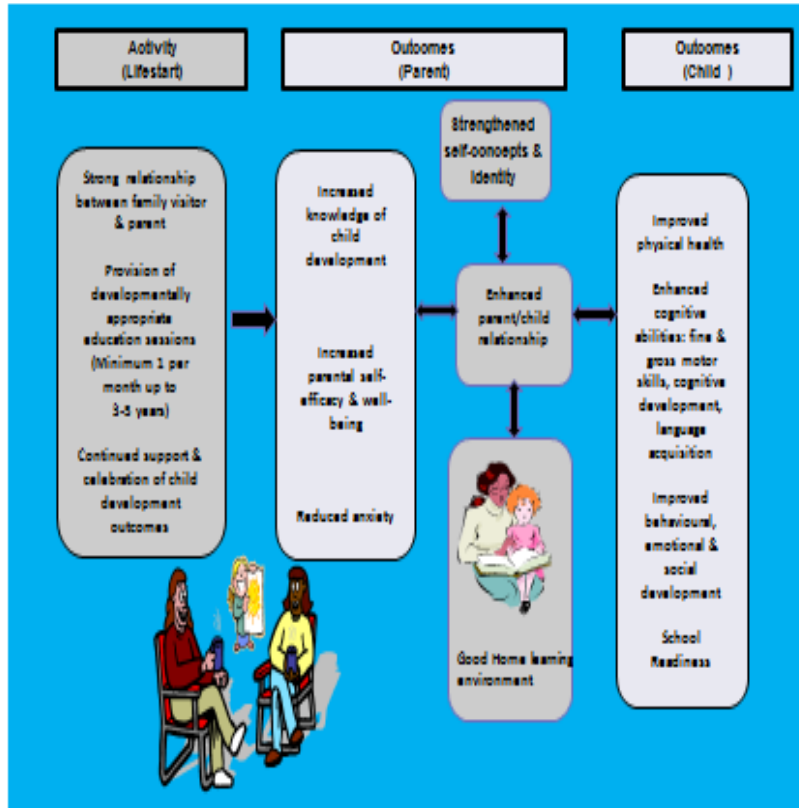 Activity
(Lifestart)
Outcomes
(Parent)
Outcomes
(Child )
Strong relationship
between family visitor
& parent
Provision of
developmentally
appropriate
education sessions
(Minimum 1 per
month up to
3-5 years)
Continued support &
celebration of child
development
outcomes
Increased
knowledge of
child
development
Increased
parental self-
efficacy & well-
being
Reduced anxiety
Strengthened
self-concepts &
Identity
Enhanced
parent/child
relationship
Good Home learning
environment
Improved
physical health
Enhanced
cognitive
abilities: fine &
gross motor
skills, cognitive
development,
language
acquisition
Improved
behavioural,
emotional &
social
development
School
Readiness